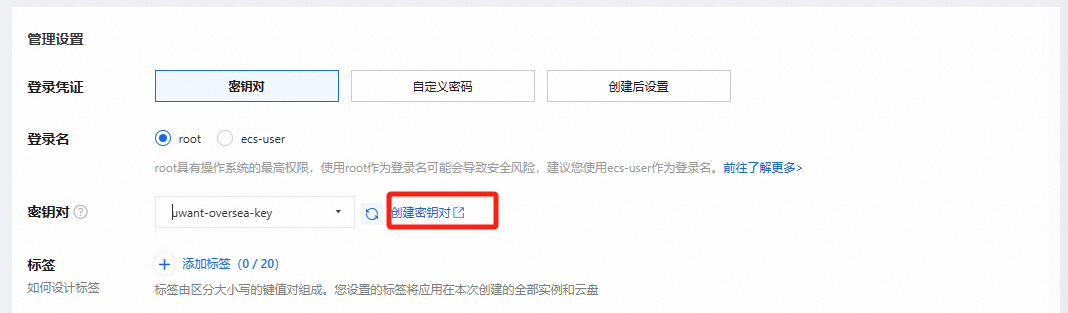 管理设置
登录凭证 密钥对 自定义密码 创建后设置
登录名 root ecs-user
root具有操作系统的最高权限，使用root作为登录名可能会导致安全风险，建议您使用ecs-user作为登录名。前往了解更多>
密钥对 ? uwant-oversea-key 创建密钥对
标签 + 添加标签（0 / 20）
如何设计标签 标签由区分大小写的键值对组成。您设置的标签将应用在本次创建的全部实例和云盘